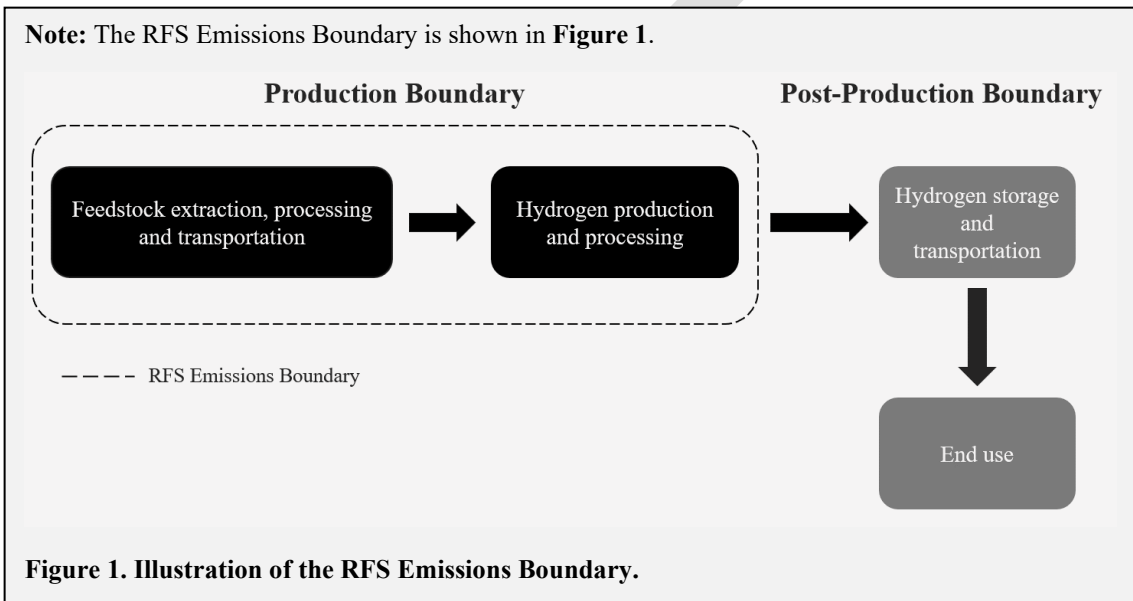 Note: The RFS Emissions Boundary is shown in Figure 1.
Production Boundary
Post-Production Boundary
Feedstock extraction, processing
and transportation
Hydrogen production
and processing
Hydrogen storage
and
transportation
RFS Emissions Boundary
End use
Figure 1. Illustration of the RFS Emissions Boundary.